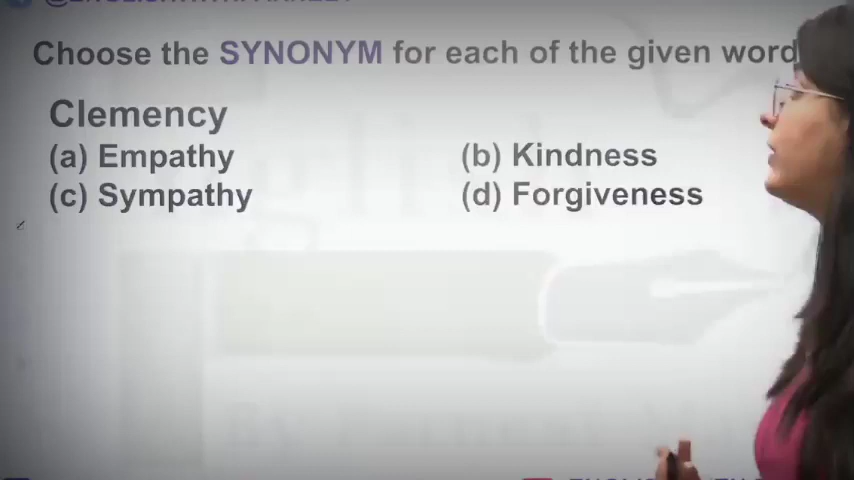 Choose the SYNONYM for each of the given word
Clemency
(a) Empathy (b) Kindness
(c) Sympathy (d) Forgiveness